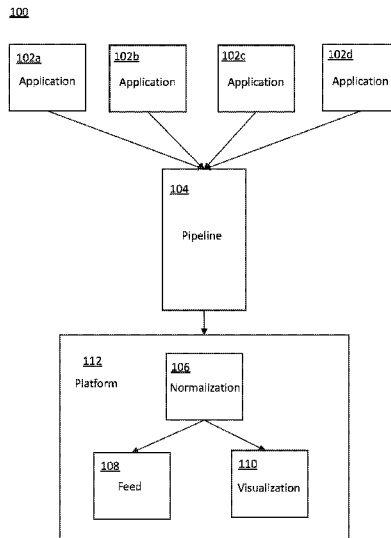 100
102a
Application
102b
Application
102c
Application
102d
Application
104
Pipeline
112
Platform
106
Normalization
108
Feed
110
Visualization